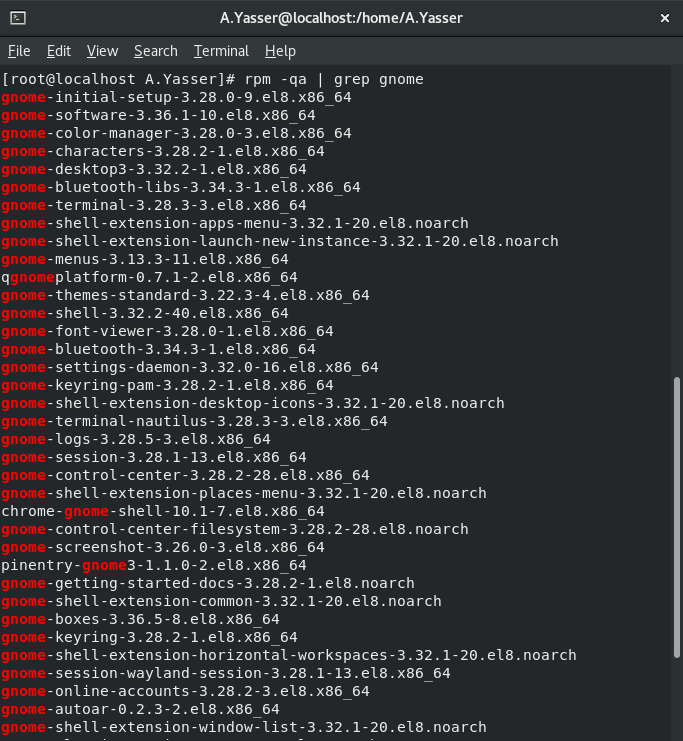 A.Yasser@localhost:/home/A.Yasser
File Edit View Search Terminal Help
[root@localhost A.Yasser]# rpm -qa | grep gnome
gnome-initial-setup-3.28.0-9.el8.x86_64
gnome-software-3.36.1-10.el8.x86_64
gnome-color-manager-3.28.0-3.el8.x86_64
gnome-characters-3.28.2-1.el8.x86_64
gnome-desktop3-3.32.2-1.el8.x86_64
gnome-bluetooth-libs-3.34.3-1.el8.x86_64
gnome-terminal-3.28.3-3.el8.x86_64
gnome-shell-extension-apps-menu-3.32.1-20.el8.noarch
gnome-shell-extension-launch-new-instance-3.32.1-20.el8.noarch
gnome-menus-3.13.3-11.el8.x86_64
qgnomeplatform-0.7.1-2.el8.x86_64
gnome-themes-standard-3.22.3-4.el8.x86_64
gnome-shell-3.32.2-40.el8.x86_64
gnome-font-viewer-3.28.0-1.el8.x86_64
gnome-bluetooth-3.34.3-1.el8.x86_64
gnome-settings-daemon-3.32.0-16.el8.x86_64
gnome-keyring-pam-3.28.2-1.el8.x86_64
gnome-shell-extension-desktop-icons-3.32.1-20.el8.noarch
gnome-terminal-nautilus-3.28.3-3.el8.x86_64
gnome-logs-3.28.5-3.el8.x86_64
gnome-session-3.28.1-13.el8.x86_64
gnome-control-center-3.28.2-28.el8.x86_64
gnome-shell-extension-places-menu-3.32.1-20.el8.noarch
chrome-gnome-shell-10.1-7.el8.x86_64
gnome-control-center-filesystem-3.28.2-28.el8.noarch
gnome-screenshot-3.26.0-3.el8.x86_64
pinentry-gnome3-1.1.0-2.el8.x86_64
gnome-getting-started-docs-3.28.2-1.el8.noarch
gnome-shell-extension-common-3.32.1-20.el8.noarch
gnome-boxes-3.36.5-8.el8.x86_64
gnome-keyring-3.28.2-1.el8.x86_64
gnome-shell-extension-horizontal-workspaces-3.32.1-20.el8.noarch
gnome-session-wayland-session-3.28.1-13.el8.x86_64
gnome-online-accounts-3.28.2-3.el8.x86_64
gnome-autoar-0.2.3-2.el8.x86_64
gnome-shell-extension-window-list-3.32.1-20.el8.noarch